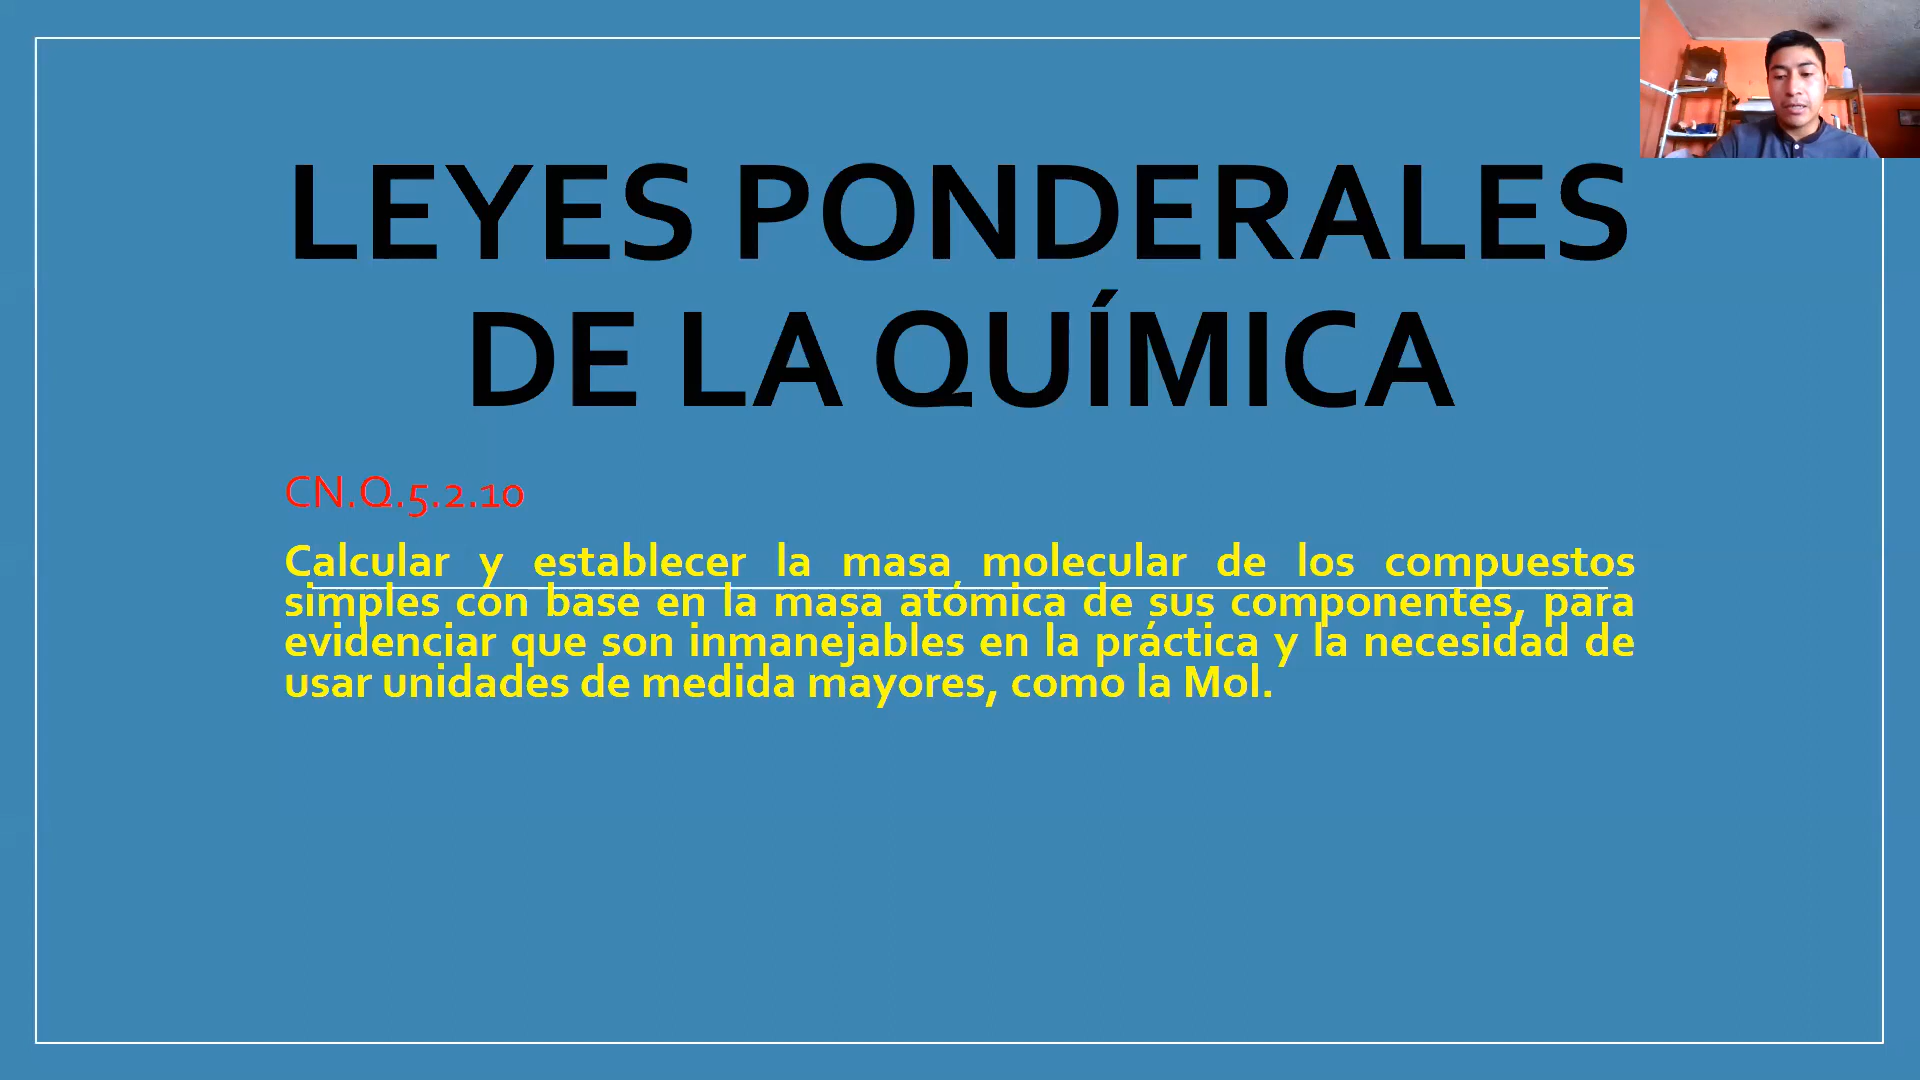 LEYES PONDERALES
DE LA QUÍMICA
CN.Q.5.2.10
Calcular y establecer la masa molecular de los compuestos
simples con base en la masa atómica de sus componentes, para
evidenciar que son inmanejables en la práctica y la necesidad de
usar unidades de medida mayores, como la Mol.